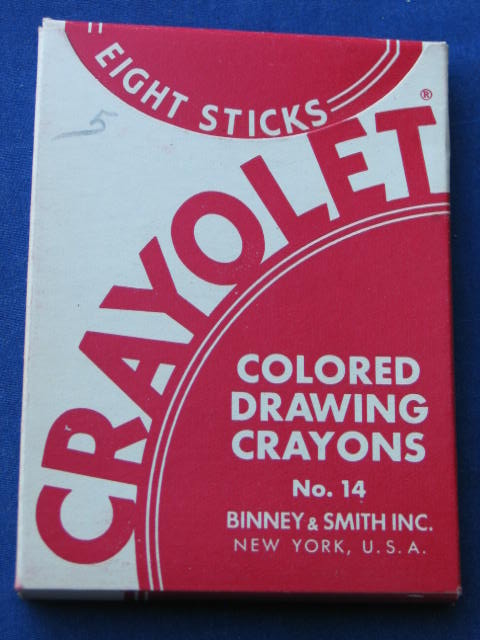 EIGHT STICKS
5
CRAYOLET®
COLORED
DRAWING
CRAYONS
No. 14
BINNEY & SMITH INC.
NEW YORK, U.S.A.